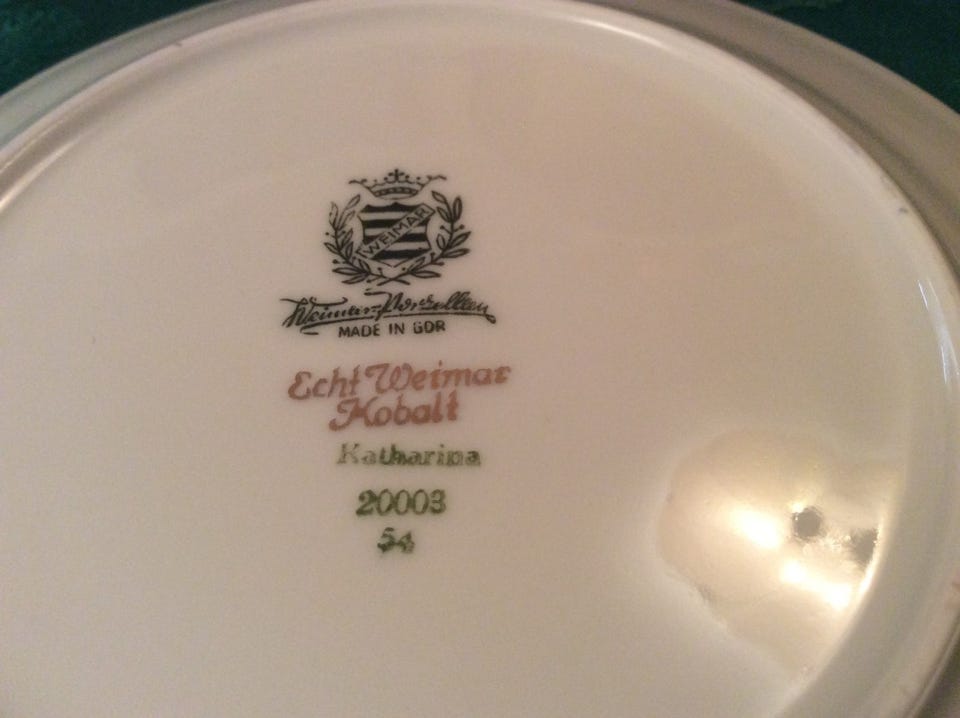 WEIMAR
Weimar-Porzellan
MADE IN GDR
Echt Weimar
Kobalt
Katharina
20003
54